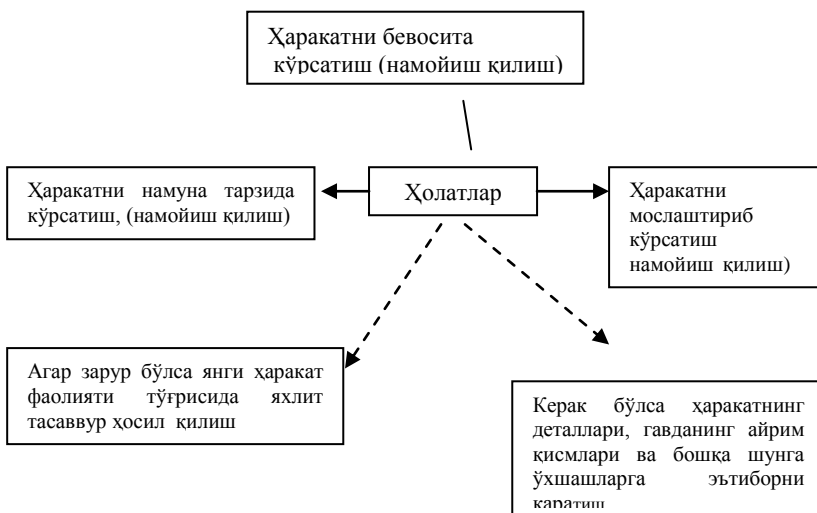 Ҳаракатни бевосита
кўрсатиш (намойиш қилиш)
Ҳаракатни намуна тарзида
кўрсатиш, (намойиш қилиш)
Ҳолатлар
Ҳаракатни
мослаштириб
кўрсатиш
намойиш қилиш)
Агар зарур бўлса янги ҳаракат
фаолияти тўғрисида яхлит
тасаввур ҳосил қилиш
Керак бўлса ҳаракатнинг
деталлари, гавданинг айрим
қисмлари ва бошқа шунга
ўхшашларга эътиборни
қаратиш